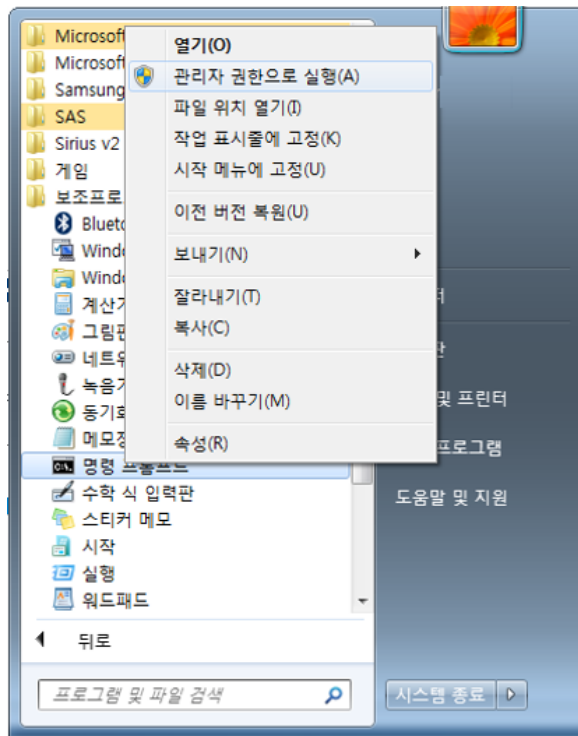 Microsoft
Microsoft
Samsung
SAS
Sirius v2
게임
보조프로
Blueto
Windo
Windo
계산기
그림판
네트워
녹음기
동기화
메모장
명령 프롬프트
수학 식 입력판
스티커 메모
시작
실행
워드패드
뒤로
프로그램 및 파일 검색
열기(O)
관리자 권한으로 실행(A)
파일 위치 열기(I)
작업 표시줄에 고정(K)
시작 메뉴에 고정(U)
이전 버전 복원(U)
보내기(N)
잘라내기(T)
복사(C)
삭제(D)
이름 바꾸기(M)
속성(R)
터
판
및 프린터
프로그램
도움말 및 지원
시스템 종료